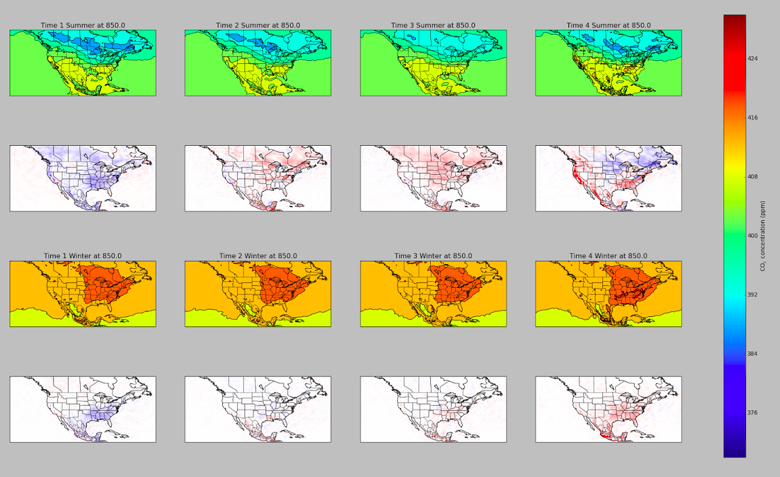 Time 1 Summer at 850.0
Time 2 Summer at 850.0
Time 3 Summer at 850.0
Time 4 Summer at 850.0
Time 1 Winter at 850.0
Time 2 Winter at 850.0
Time 3 Winter at 850.0
Time 4 Winter at 850.0
424
416
408
400
392
384
376
CO₂ concentration (ppm)